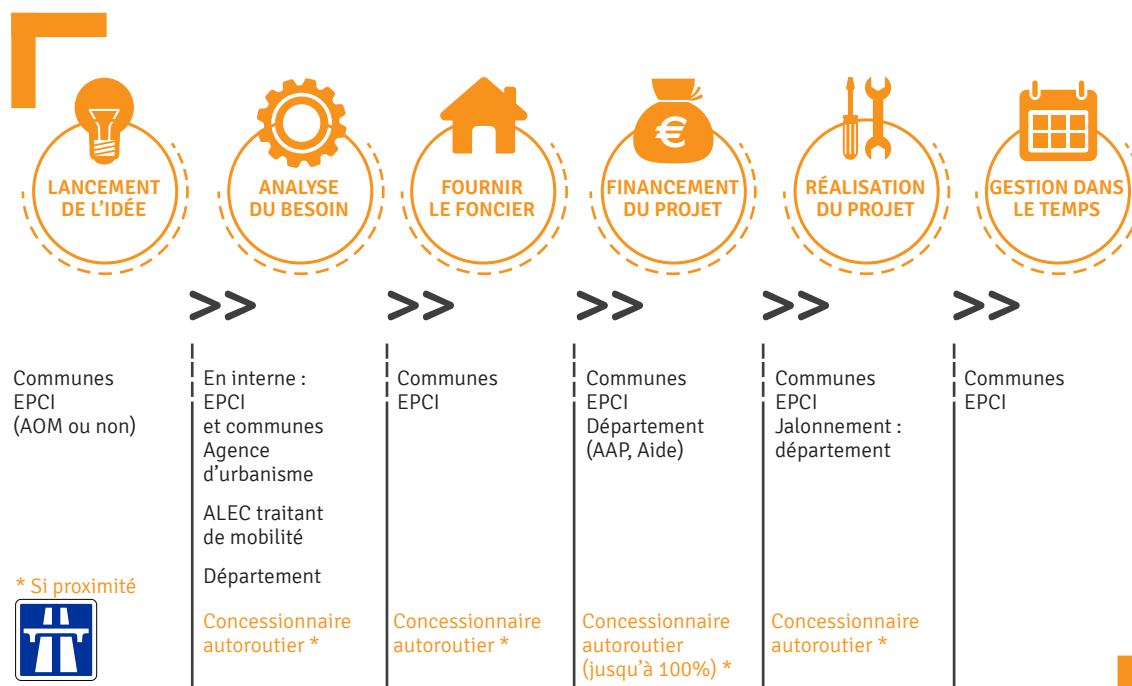 LANCEMENT
DE L’IDÉE
ANALYSE
DU BESOIN
FOURNIR
LE FONCIER
€
FINANCEMENT
DU PROJET
RÉALISATION
DU PROJET
GESTION DANS
LE TEMPS
>>
>>
>>
>>
>>
Communes
EPCI
(AOM ou non)
* Si proximité
En interne :
EPCI
et communes
Agence
d’urbanisme
ALEC traitant
de mobilité
Département
Concessionnaire
autoroutier *
Communes
EPCI
Concessionnaire
autoroutier *
Communes
EPCI
Département
(AAP, Aide)
Concessionnaire
autoroutier
(jusqu’à 100%) *
Communes
EPCI
Jalonnement :
département
Concessionnaire
autoroutier *
Communes
EPCI